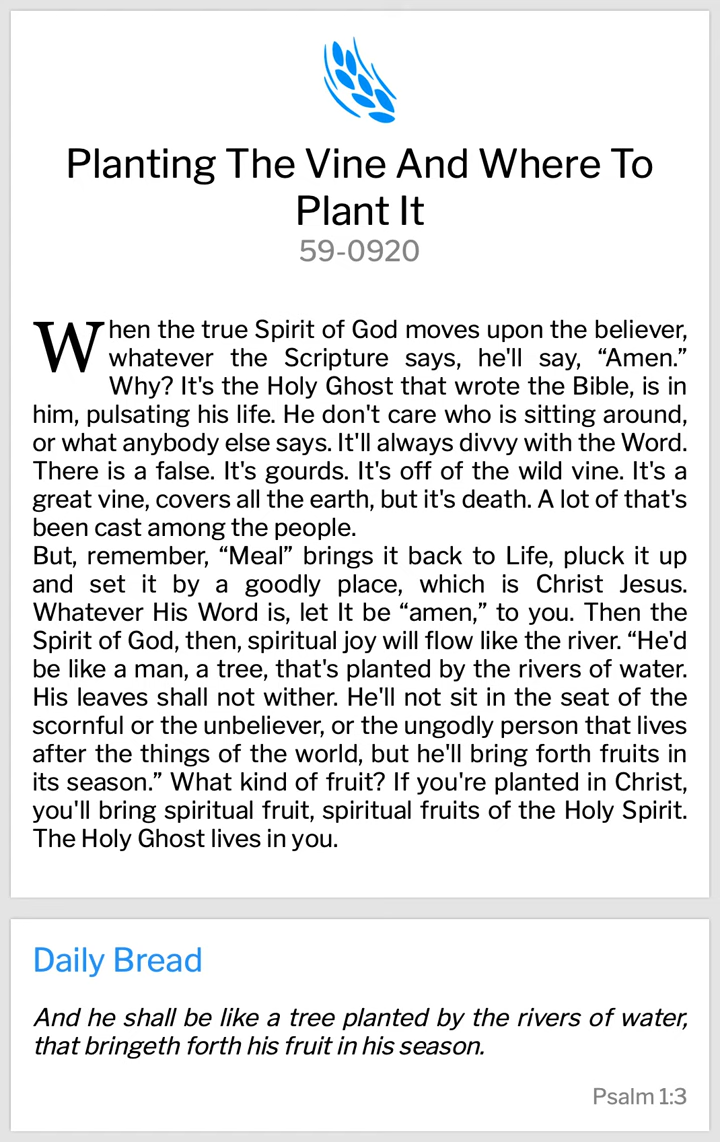 Planting The Vine And Where To
Plant It
59-0920
When the true Spirit of God moves upon the believer,
whatever the Scripture says, he'll say, “Amen.”
Why? It's the Holy Ghost that wrote the Bible, is in
him, pulsating his life. He don't care who is sitting around,
or what anybody else says. It'll always divvy with the Word.
There is a false. It's gourds. It's off of the wild vine. It's a
great vine, covers all the earth, but it's death. A lot of that's
been cast among the people.
But, remember, “Meal” brings it back to Life, pluck it up
and set it by a goodly place, which is Christ Jesus.
Whatever His Word is, let It be “amen,” to you. Then the
Spirit of God, then, spiritual joy will flow like the river. “He'd
be like a man, a tree, that's planted by the rivers of water.
His leaves shall not wither. He'll not sit in the seat of the
scornful or the unbeliever, or the ungodly person that lives
after the things of the world, but he'll bring forth fruits in
its season.” What kind of fruit? If you're planted in Christ,
you'll bring spiritual fruit, spiritual fruits of the Holy Spirit.
The Holy Ghost lives in you.
Daily Bread
And he shall be like a tree planted by the rivers of water,
that bringeth forth his fruit in his season.
Psalm 1:3